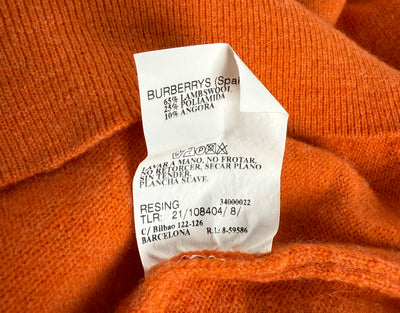 BURBERRYS (Spai
65% LAMBSWOOL
25% POLIAMIDA
10% ANGORA
LAVAR A MANO, NO FROTAR,
NO RETORCER, SECAR PLANO
SIN TENDER.
PLANCHA SUAVE.
RESING 34000022
TLR: 21/108404/8/
C/ Bilbao 122-126
BARCELONA R.I.: 8-59586